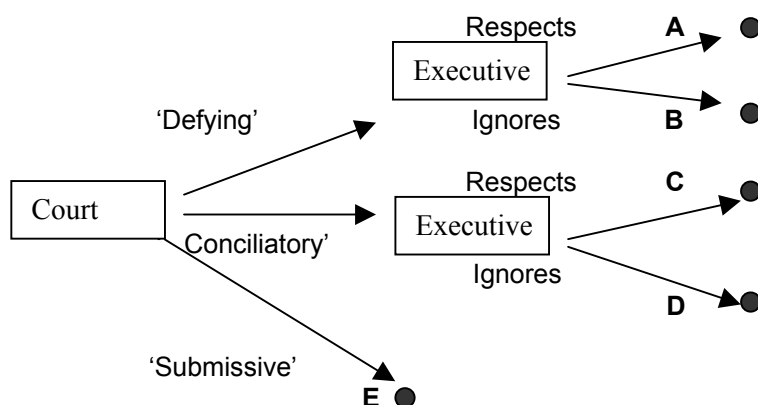 Respects A
Executive
Ignores B
‘Defying’
Respects C
Court
Executive
Conciliatory’
Ignores
D
‘Submissive’
E